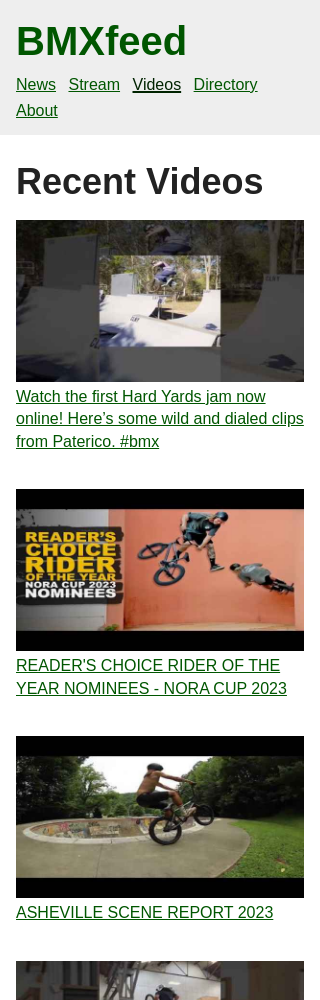 BMXfeed
News Stream Videos Directory
About
Recent Videos
Watch the first Hard Yards jam now
online! Here's some wild and dialed clips
from Paterico. #bmx
READER'S
CHOICE
RIDER
OF THE YEAR
NORA CUP 2023
NOMINEES
READER'S CHOICE RIDER OF THE
YEAR NOMINEES - NORA CUP 2023
ASHEVILLE SCENE REPORT 2023